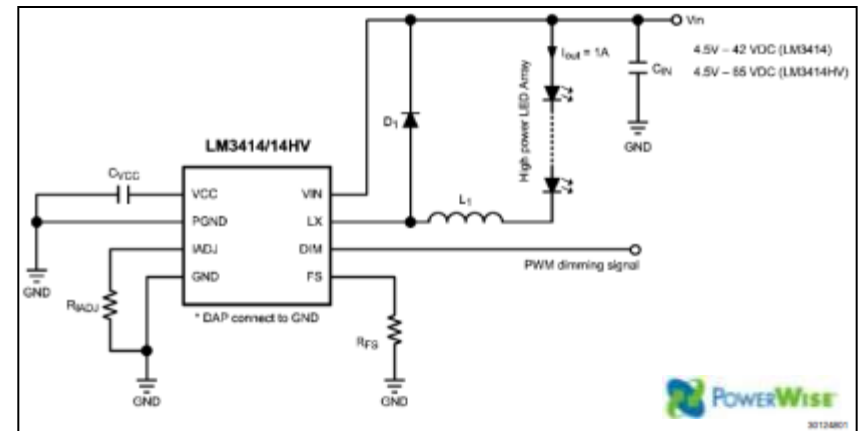 Vin
Iout = 1A
4.5V – 42 VDC (LM3414)
CIN
4.5V – 65 VDC (LM3414HV)
High power LED Array
D1
GND
LM3414/14HV
CVCC
VCC
VIN
L1
PGND
LX
IADJ
DIM
PWM dimming signal
GND
FS
GND
RIADJ
* DAP connect to GND
RFS
GND
GND
POWERWISE
30124801